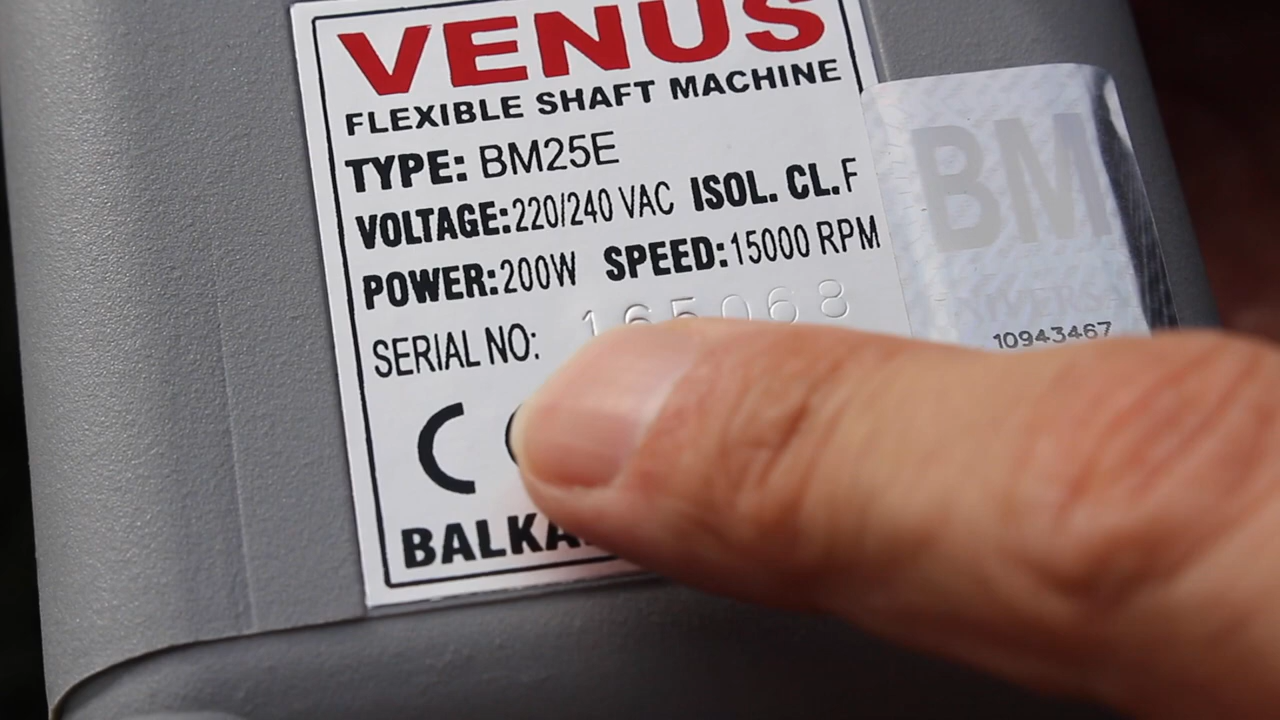 VENUS
FLEXIBLE SHAFT MACHINE
TYPE: BM25E
VOLTAGE: 220/240 VAC ISOL. CL. F
POWER: 200W SPEED: 15000 RPM
SERIAL NO: 165068
BM
10943467